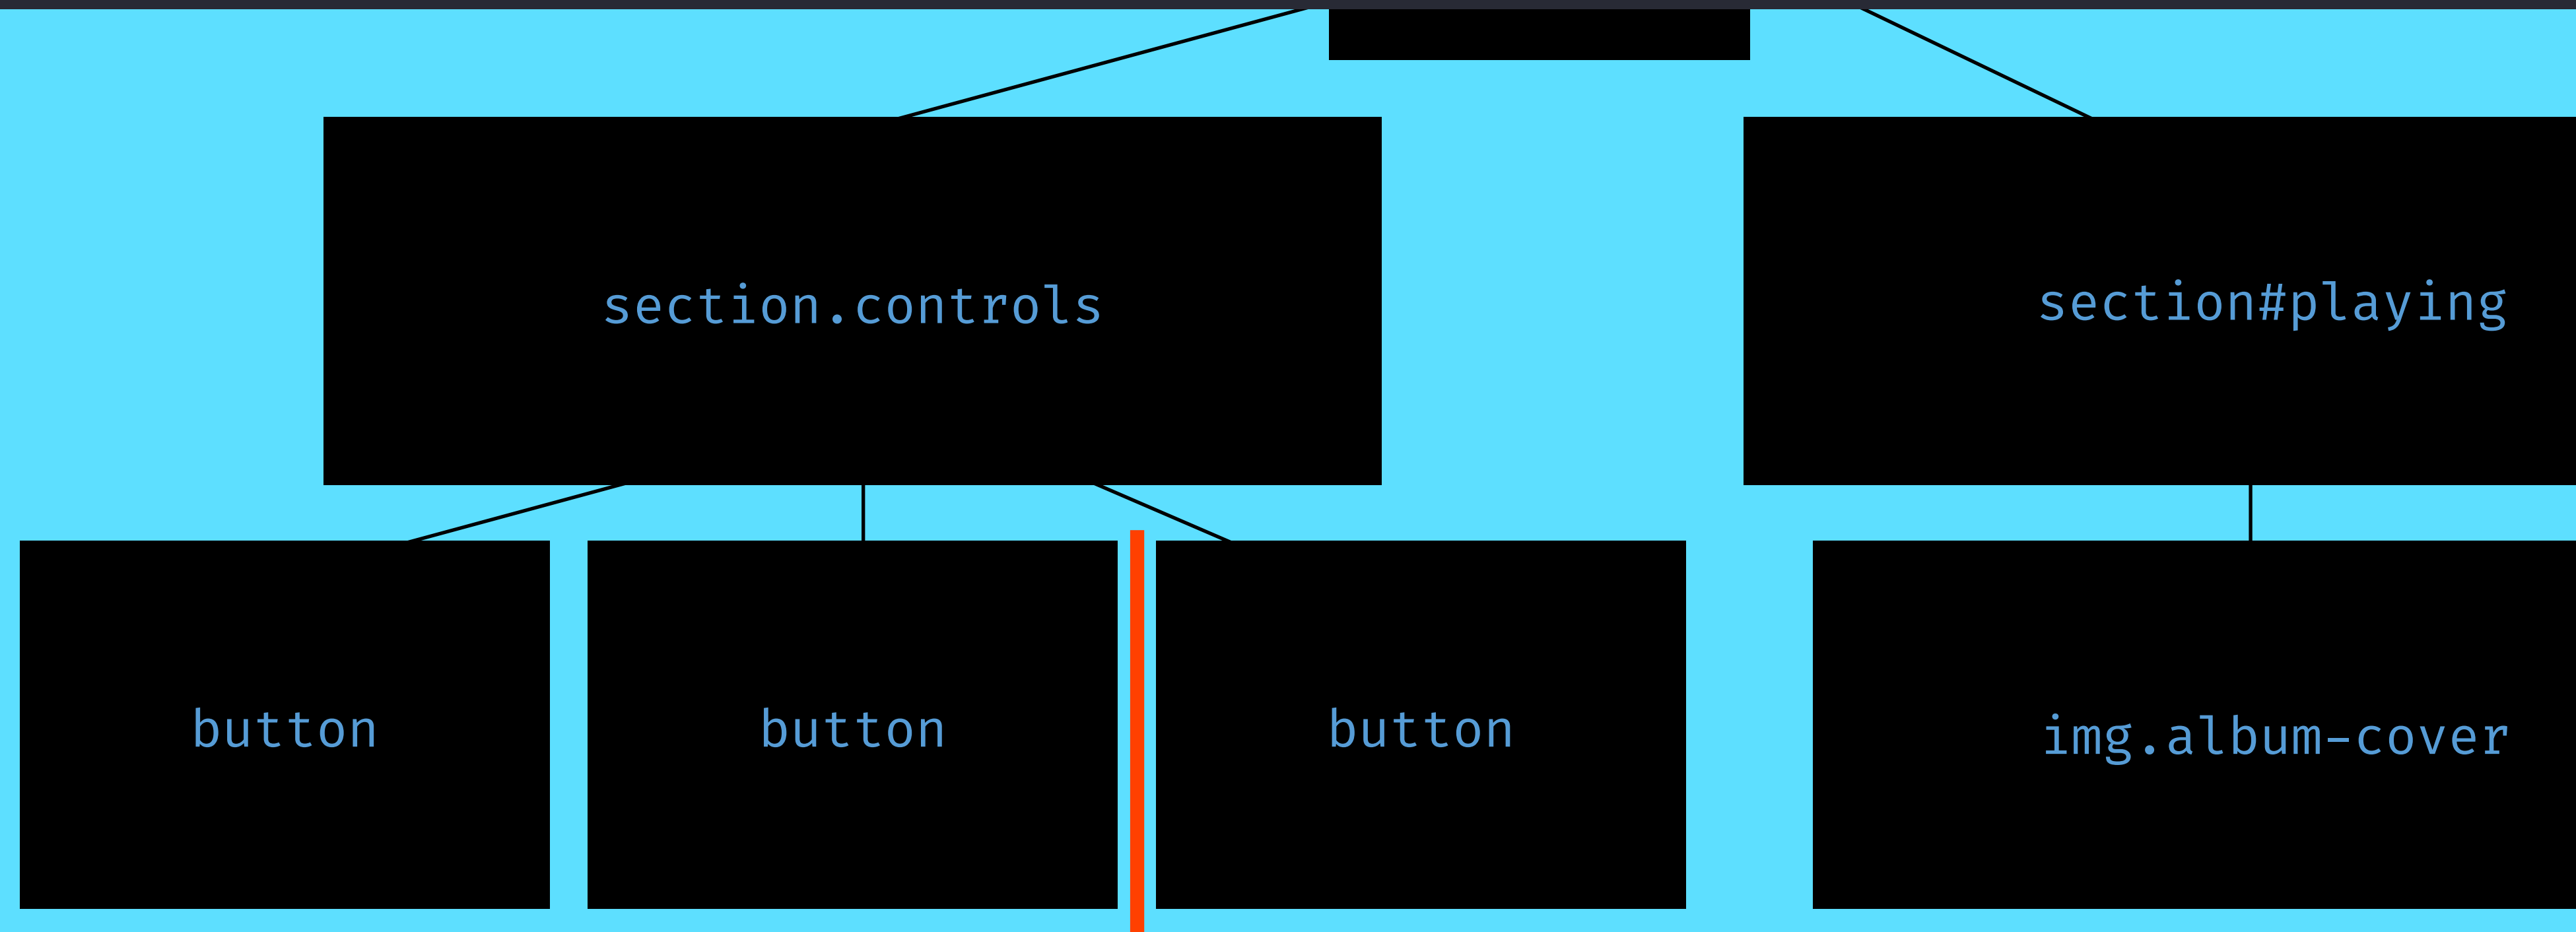 section.controls
section#playing
button
button
button
img.album-cover